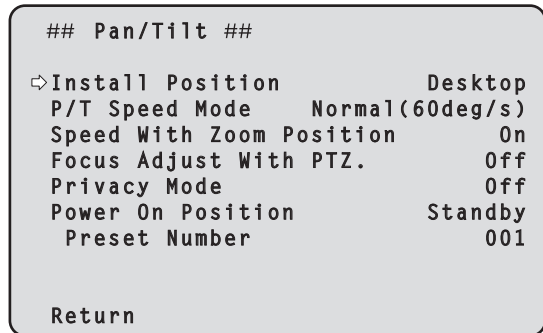 ## Pan/Tilt ##
⇨Install Position Desktop
P/T Speed Mode Normal(60deg/s)
Speed With Zoom Position On
Focus Adjust With PTZ. Off
Privacy Mode Off
Power On Position Standby
Preset Number 001
Return